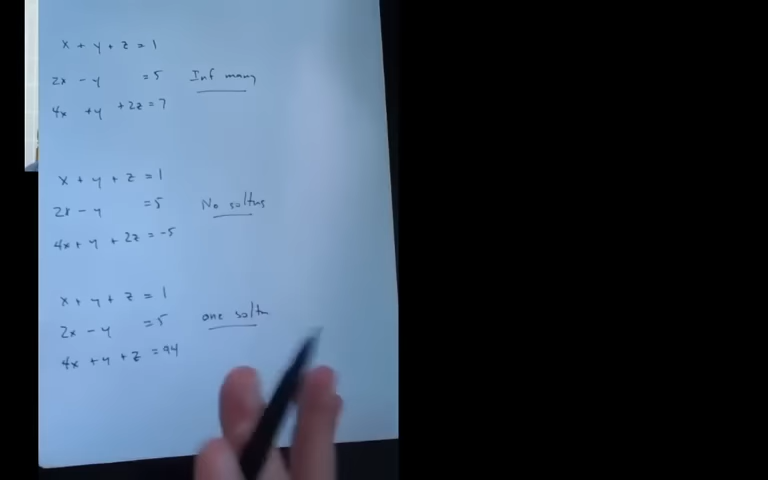 x + y + z = 1
2x - y = 5 Inf many
4x + y + 2z = 7
x + y + z = 1
2x - y = 5 No soltns
4x + y + 2z = -5
x + y + z = 1
2x - y = 5 one soltn
4x + y + z = 94